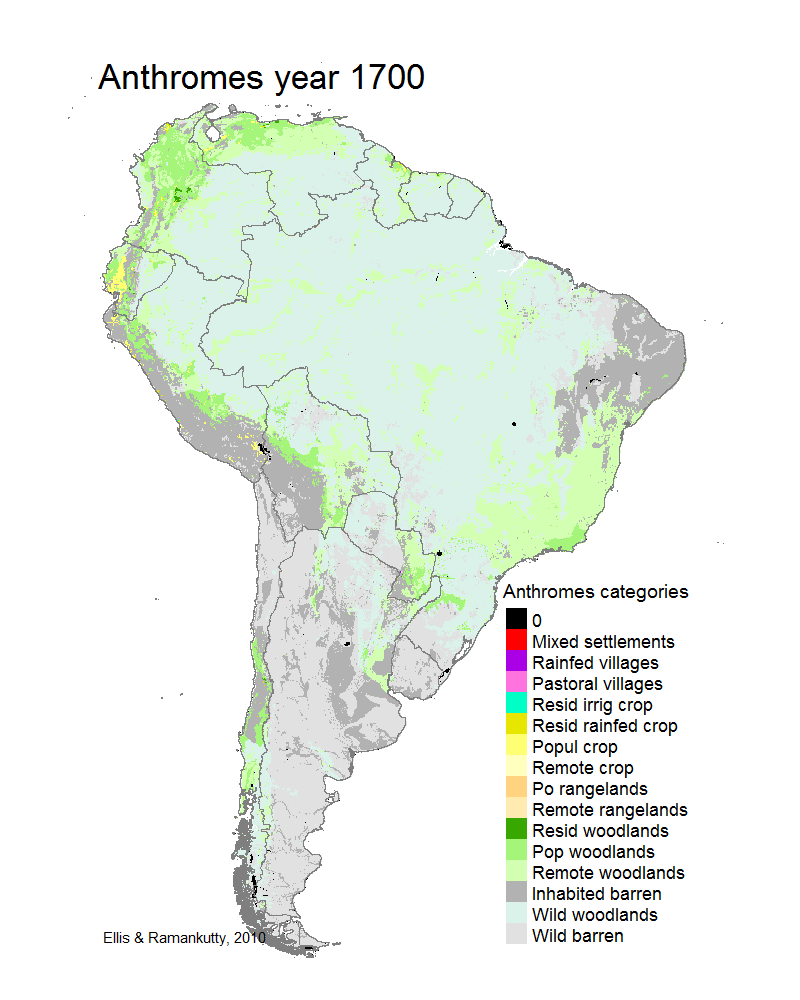 Anthromes year 1700
Anthromes categories
0
Mixed settlements
Rainfed villages
Pastoral villages
Resid irrig crop
Resid rainfed crop
Popul crop
Remote crop
Po rangelands
Remote rangelands
Resid woodlands
Pop woodlands
Remote woodlands
Inhabited barren
Wild woodlands
Wild barren
Ellis & Ramankutty, 2010